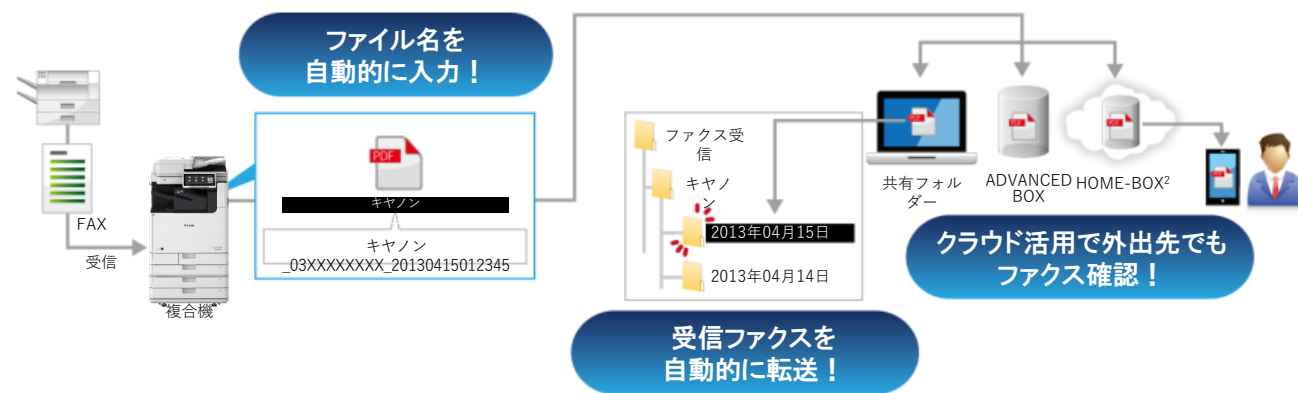 ファイル名を
自動的に入力！
FAX
受信
複合機
PDF
キヤノン
キヤノン
_03XXXXXXXX_20130415012345
ファクス受
信
キヤノ
ン
2013年04月15日
2013年04月14日
受信ファクスを
自動的に転送！
PDF
共有フォル
ダー
PDF
ADVANCED
BOX
PDF
HOME-BOX²
PDF
クラウド活用で外出先でも
ファクス確認！